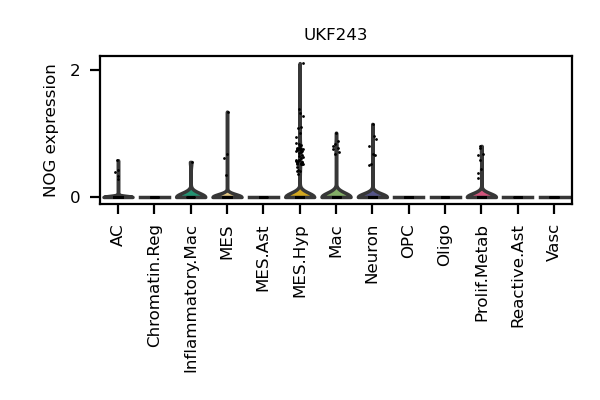 UKF243
NOG expression
2
0
AC
Chromatin.Reg
Inflammatory.Mac
MES
MES.Ast
MES.Hyp
Mac
Neuron
OPC
Oligo
Prolif.Metab
Reactive.Ast
Vasc